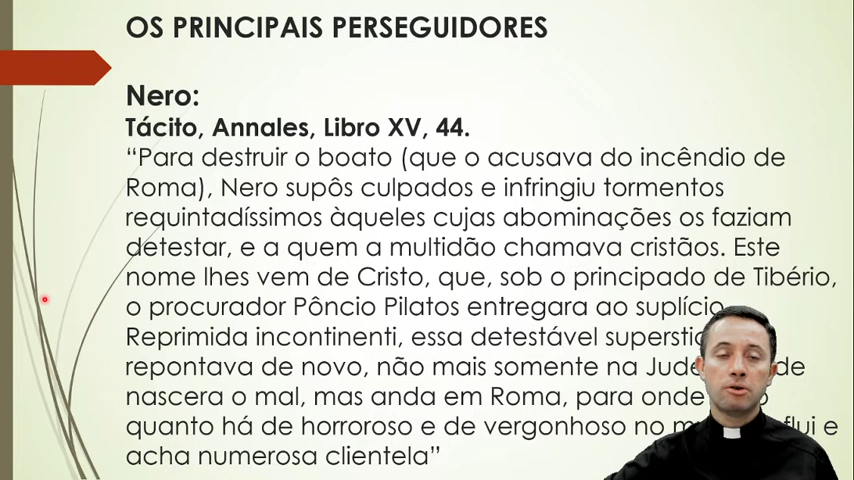 OS PRINCIPAIS PERSEGUIDORES
Nero:
Tácito, Annales, Libro XV, 44.
“Para destruir o boato (que o acusava do incêndio de
Roma), Nero supôs culpados e infringiu tormentos
requintadíssimos àqueles cujas abominações os faziam
detestar, e a quem a multidão chamava cristãos. Este
nome lhes vem de Cristo, que, sob o principado de Tibério,
o procurador Pôncio Pilatos entregara ao suplício
Reprimida incontinenti, essa detestável
repontava de novo, não mais somente na
nascera o mal, mas anda em Roma, para onde
quanto há de horroroso e de vergonhoso no e
acha numerosa clientela”